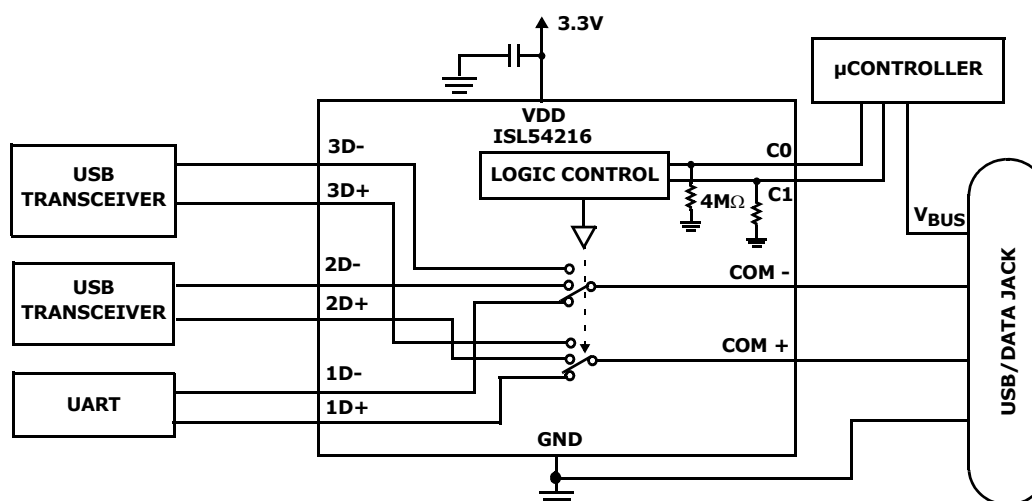 3.3V
µCONTROLLER
VDD
ISL54216
3D-
C0
USB
TRANSCEIVER
LOGIC CONTROL
3D+
4MΩ
C1
VBUS
2D-
COM -
USB
TRANSCEIVER
2D+
COM +
USB/DATA JACK
1D-
UART
1D+
GND